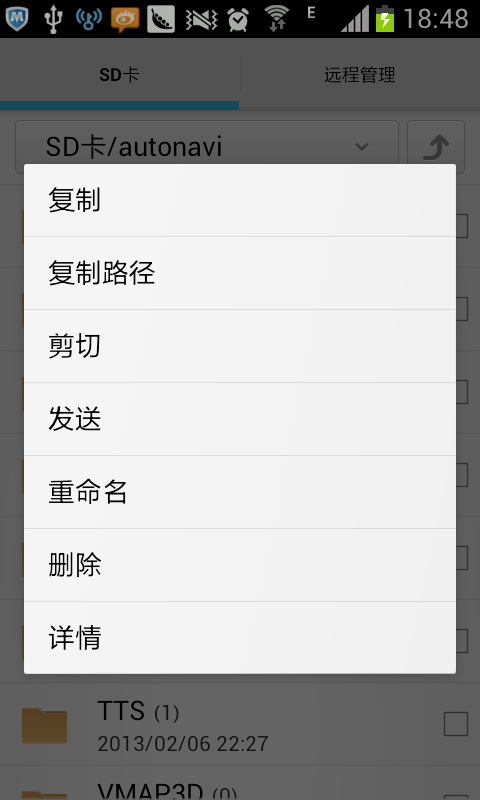 E
18:48
SD卡
远程管理
SD卡/autonavi
复制
复制路径
剪切
发送
重命名
删除
详情
TTS (1)
2013/02/06 22:27
VMAP3D (0)